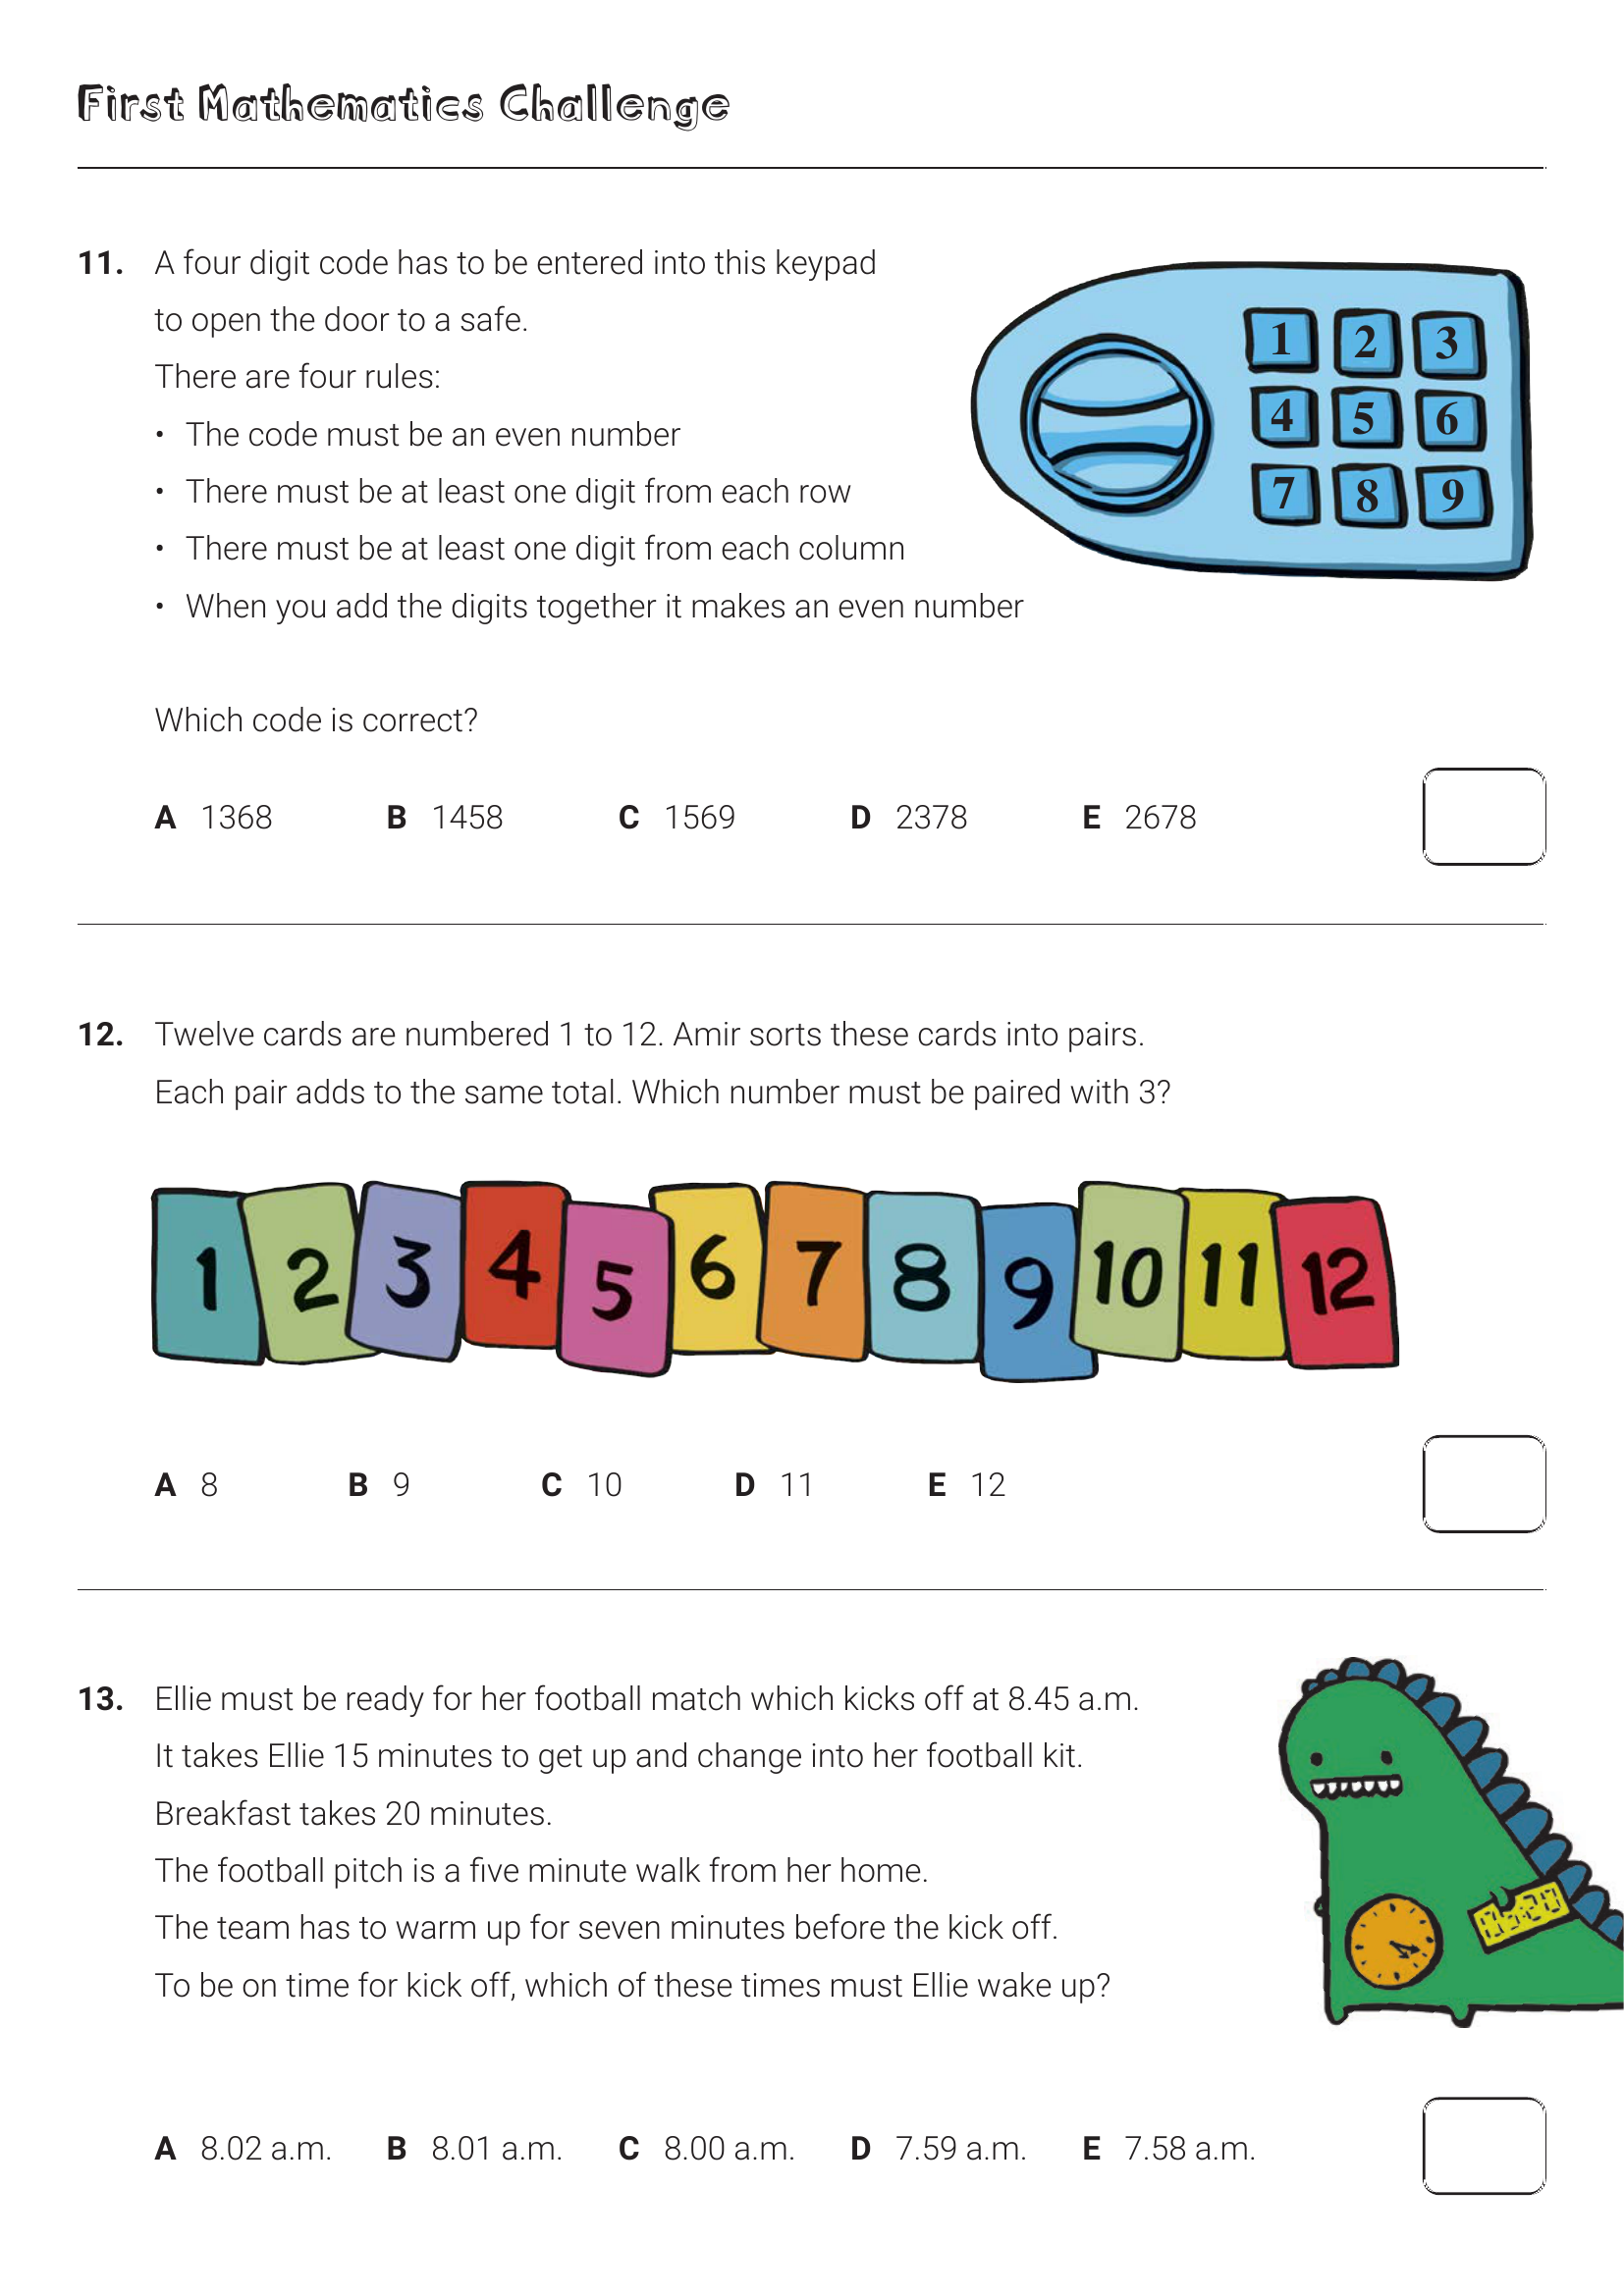 First Mathematics Challenge
11. A four digit code has to be entered into this keypad
to open the door to a safe.
There are four rules:
• The code must be an even number
• There must be at least one digit from each row
• There must be at least one digit from each column
• When you add the digits together it makes an even number
1 2 3
4 5 6
7 8 9
Which code is correct?
A 1368 B 1458 C 1569 D 2378 E 2678
12. Twelve cards are numbered 1 to 12. Amir sorts these cards into pairs.
Each pair adds to the same total. Which number must be paired with 3?
1 2 3 4 5 6 7 8 9 10 11 12
A 8 B 9 C 10 D 11 E 12
13. Ellie must be ready for her football match which kicks off at 8.45 a.m.
It takes Ellie 15 minutes to get up and change into her football kit.
Breakfast takes 20 minutes.
The football pitch is a five minute walk from her home.
The team has to warm up for seven minutes before the kick off.
To be on time for kick off, which of these times must Ellie wake up?
A 8.02 a.m. B 8.01 a.m. C 8.00 a.m. D 7.59 a.m. E 7.58 a.m.